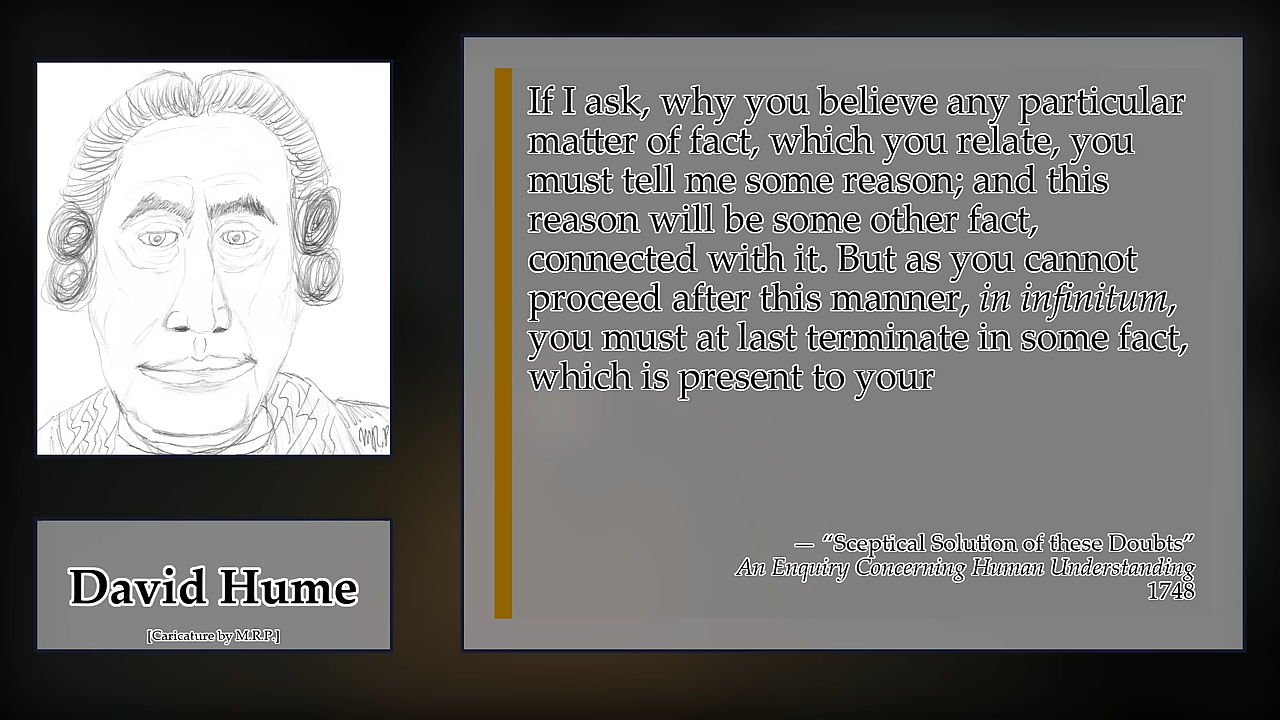 If I ask, why you believe any particular
matter of fact, which you relate, you
must tell me some reason; and this
reason will be some other fact,
connected with it. But as you cannot
proceed after this manner, in infinitum,
you must at last terminate in some fact,
which is present to your
— “Sceptical Solution of these Doubts”
An Enquiry Concerning Human Understanding
1748
M.R.P
David Hume
[Caricature by M.R.P.]